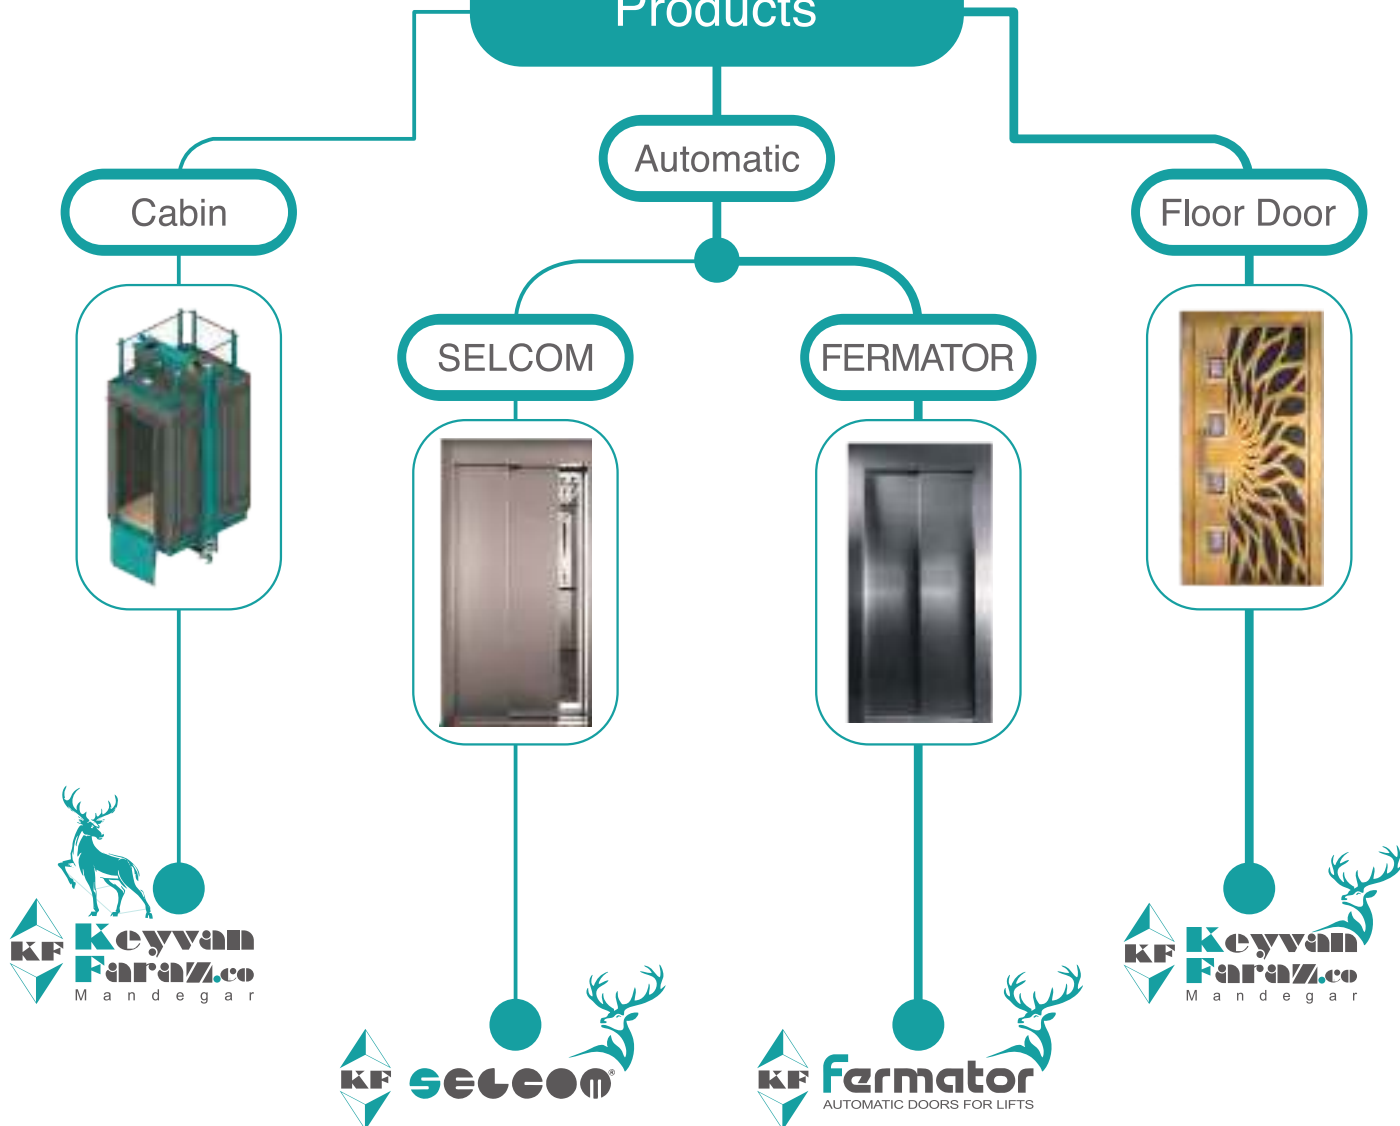 Products
Automatic
Cabin
Floor Door
SELCOM
FERMATOR
KF
Keyvan
Faraz.co
Mandegar
KF
Keyvan
Faraz.co
Mandegar
KF
SELCOM®
KF
Fermator
AUTOMATIC DOORS FOR LIFTS